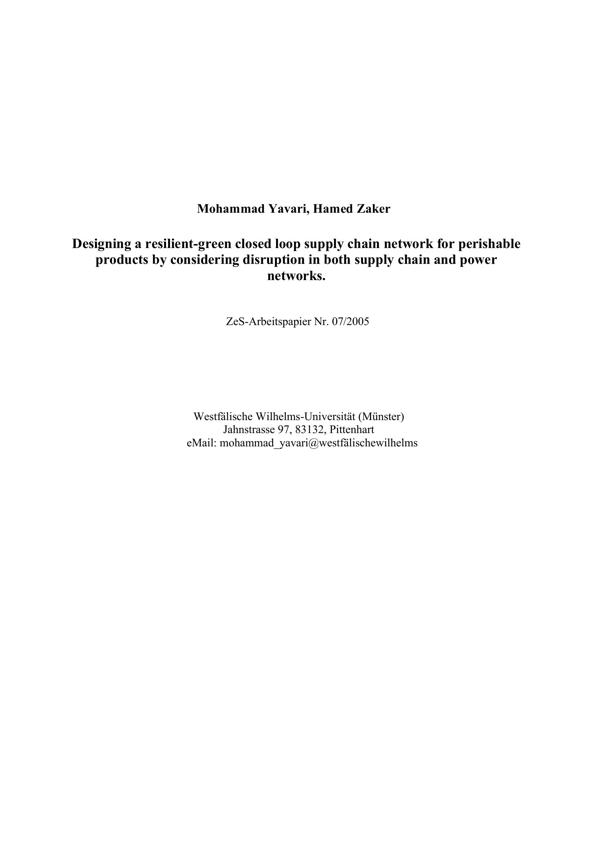 Mohammad Yavari, Hamed Zaker
Designing a resilient-green closed loop supply chain network for perishable
products by considering disruption in both supply chain and power
networks.
ZeS-Arbeitspapier Nr. 07/2005
Westfälische Wilhelms-Universität (Münster)
Jahnstrasse 97, 83132, Pittenhart
eMail: mohammad_yavari@westfälischewilhelms